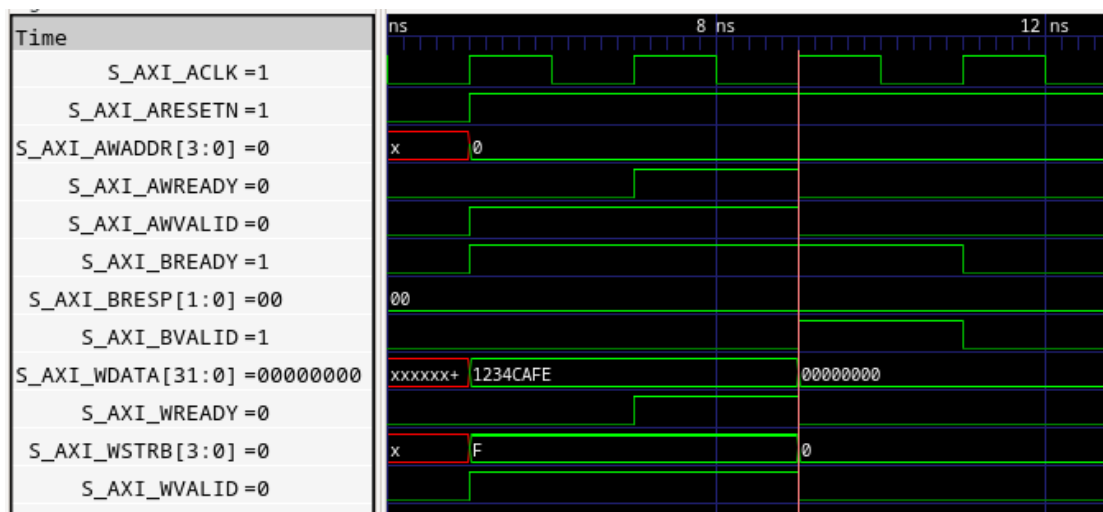 Time
ns 8 ns 12 ns
S_AXI_ACLK =1
S_AXI_ARESETN =1
S_AXI_AWADDR[3:0] =0 x 0
S_AXI_AWREADY =0
S_AXI_AWVALID =0
S_AXI_BREADY =1
S_AXI_BRESP[1:0] =00 00
S_AXI_BVALID =1
S_AXI_WDATA[31:0] =00000000 xxxxxx+ 1234CAFE 00000000
S_AXI_WREADY =0
S_AXI_WSTRB[3:0] =0 x F 0
S_AXI_WVALID =0